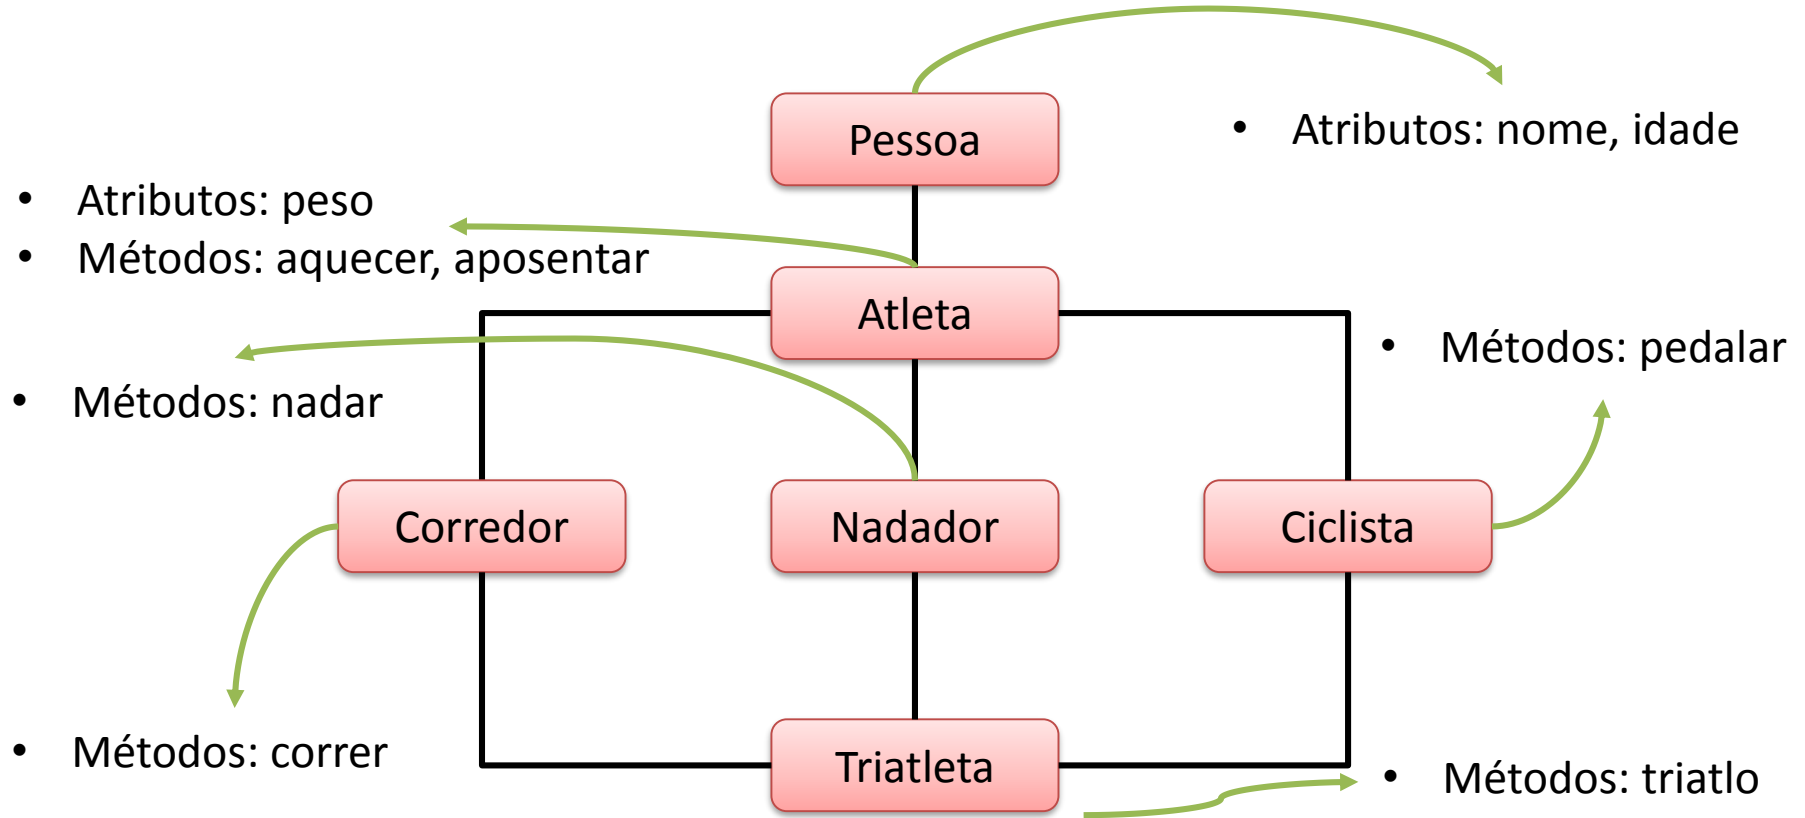 Pessoa
• Atributos: nome, idade
• Atributos: peso
• Métodos: aquecer, aposentar
Atleta
• Métodos: pedalar
• Métodos: nadar
Corredor
Nadador
Ciclista
• Métodos: correr
Triatleta
• Métodos: triatlo